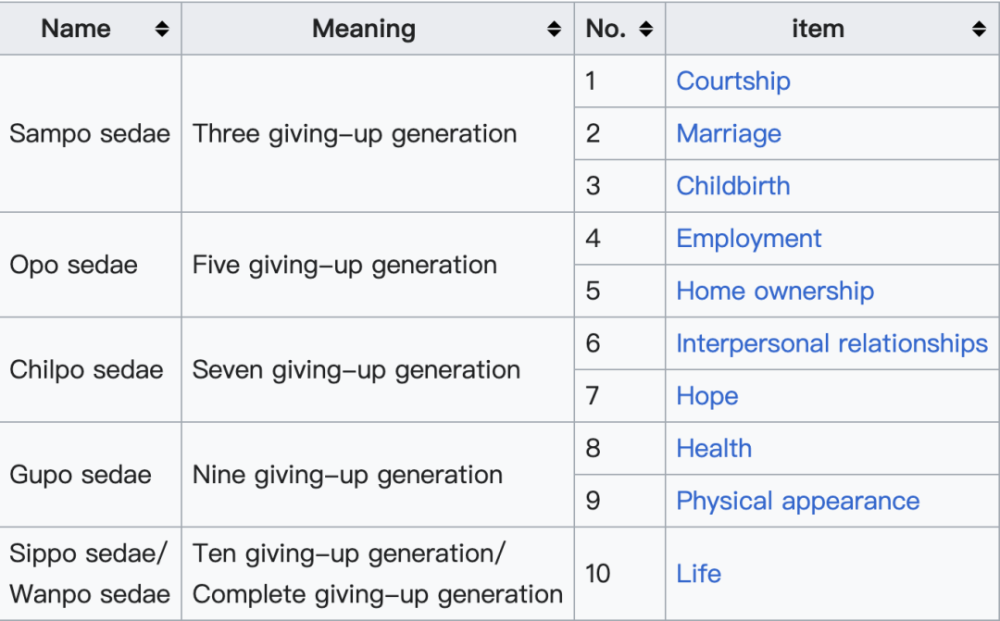 Name Meaning No. item
1 Courtship
Sampo sedae Three giving–up generation 2 Marriage
3 Childbirth
4 Employment
Opo sedae Five giving–up generation
5 Home ownership
6 Interpersonal relationships
Chilpo sedae Seven giving–up generation
7 Hope
8 Health
Gupo sedae Nine giving–up generation
9 Physical appearance
Sippo sedae/ Ten giving–up generation/
Wanpo sedae Complete giving–up generation
10 Life